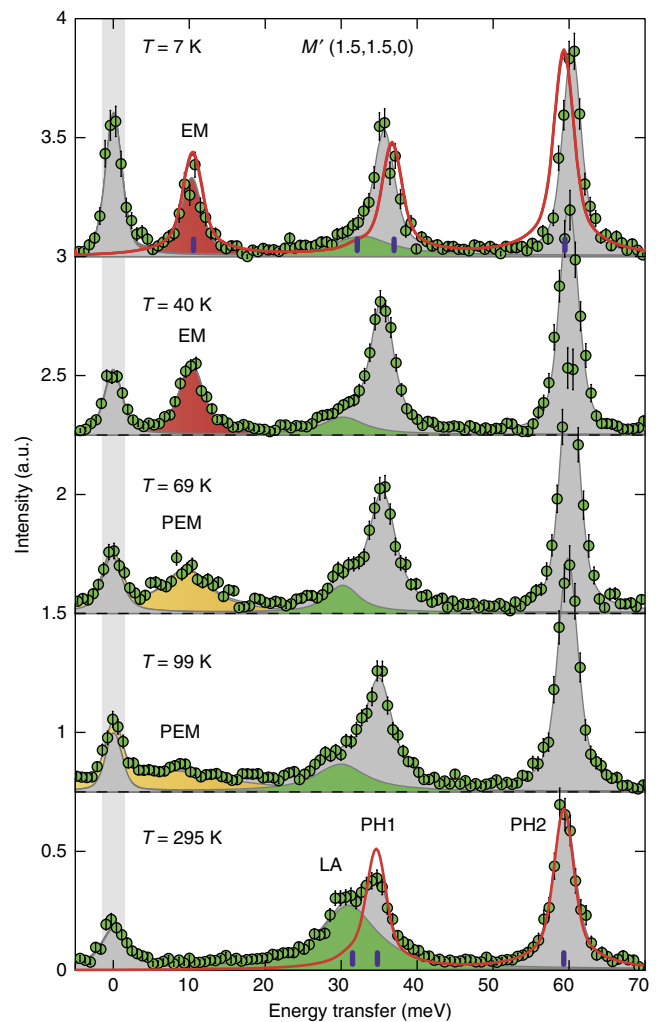 4
T = 7 K
M′ (1.5,1.5,0)
3.5
EM
3
T = 40 K
EM
2.5
T = 69 K
2
PEM
Intensity (a.u.)
1.5
T = 99 K
PEM
1
T = 295 K
PH1
PH2
LA
0.5
0
0 10 20 30 40 50 60 70
Energy transfer (meV)